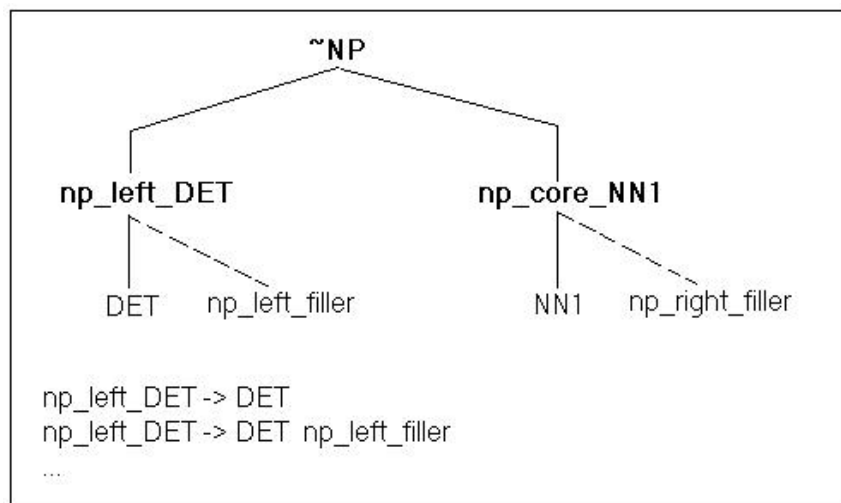 ~NP
np_left_DET np_core_NN1
DET np_left_filler NN1 np_right_filler
np_left_DET -> DET
np_left_DET -> DET np_left_filler
...